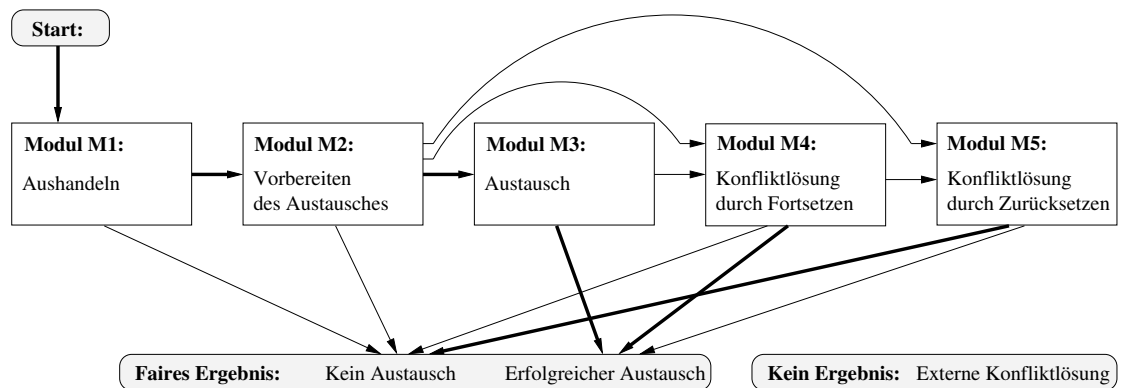 Start:
Modul M1:
Aushandeln
Modul M2:
Vorbereiten
des Austausches
Modul M3:
Austausch
Modul M4:
Konfliktlösung
durch Fortsetzen
Modul M5:
Konfliktlösung
durch Zurücksetzen
Faires Ergebnis: Kein Austausch Erfolgreicher Austausch
Kein Ergebnis: Externe Konfliktlösung